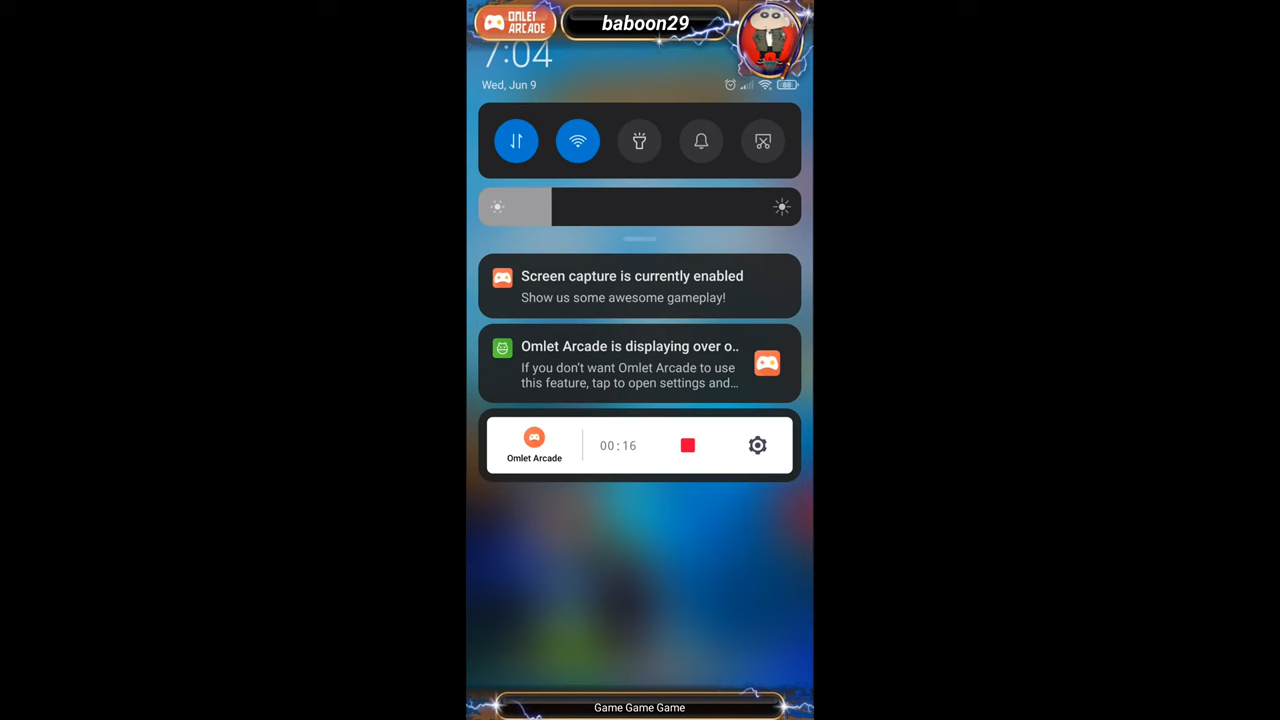 OMLET
ARCADE
baboon29
7:04
Wed, Jun 9
88
Screen capture is currently enabled
Show us some awesome gameplay!
Omlet Arcade is displaying over o..
If you don't want Omlet Arcade to use
this feature, tap to open settings and...
Omlet Arcade
00:16
Game Game Game